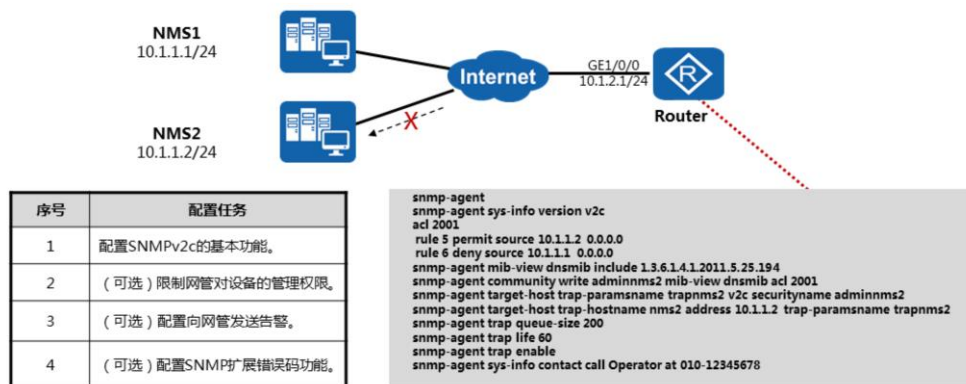 NMS1
10.1.1.1/24
Internet
GE1/0/0
10.1.2.1/24
R
Router
X
NMS2
10.1.1.2/24
序号 配置任务
1 配置SNMPv2c的基本功能。
2 （可选）限制网管对设备的管理权限。
3 （可选）配置向网管发送告警。
4 （可选）配置SNMP扩展错误码功能。
snmp-agent
snmp-agent sys-info version v2c
acl 2001
rule 5 permit source 10.1.1.2 0.0.0.0
rule 6 deny source 10.1.1.1 0.0.0.0
snmp-agent mib-view dnsmib include 1.3.6.1.4.1.2011.5.25.194
snmp-agent community write adminnms2 mib-view dnsmib acl 2001
snmp-agent target-host trap-paramsname trapnms2 v2c securityname adminnms2
snmp-agent target-host trap-hostname nms2 address 10.1.1.2 trap-paramsname trapnms2
snmp-agent trap queue-size 200
snmp-agent trap life 60
snmp-agent trap enable
snmp-agent sys-info contact call Operator at 010-12345678